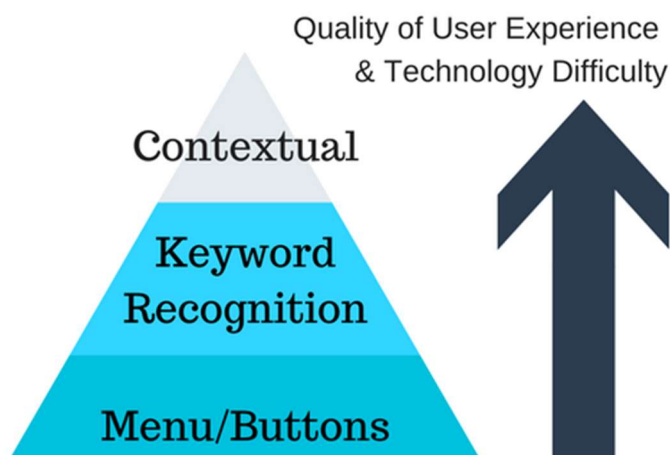 Quality of User Experience
& Technology Difficulty
Contextual
Keyword
Recognition
Menu/Buttons